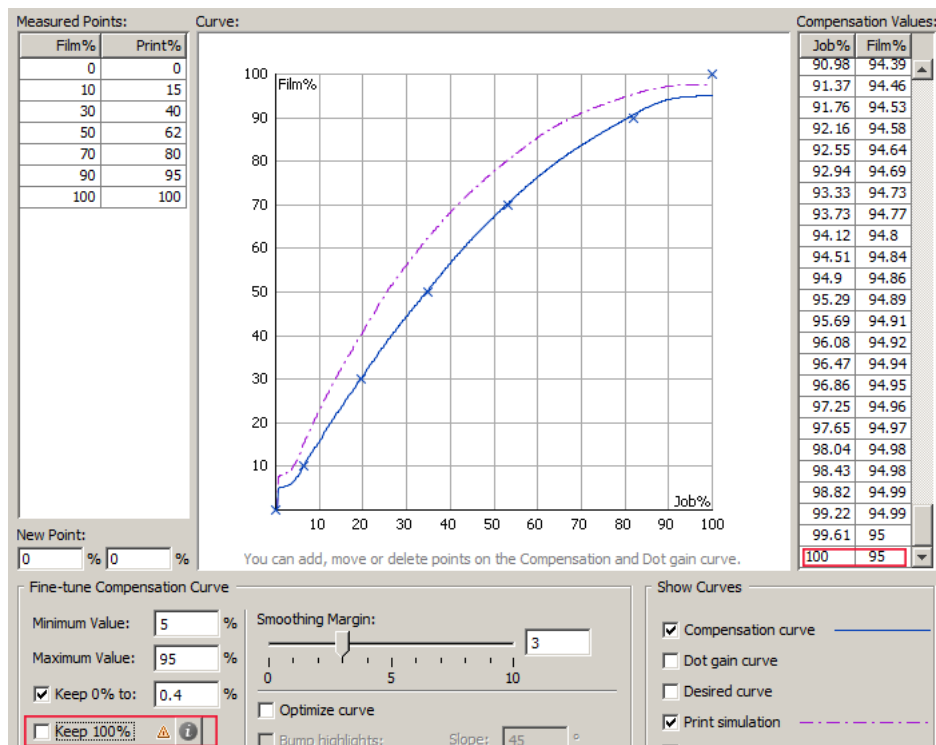 Measured Points: Curve: Compensation Values:
Film% Print%
0 0
10 15
30 40
50 62
70 80
90 95
100 100
New Point:
0 % 0 %
Film%
100
90
80
70
60
50
40
30
20
10
Job%
10 20 30 40 50 60 70 80 90 100
You can add, move or delete points on the Compensation and Dot gain curve.
Job% Film%
90.98 94.39
91.37 94.46
91.76 94.53
92.16 94.58
92.55 94.64
92.94 94.69
93.33 94.73
93.73 94.77
94.12 94.8
94.51 94.84
94.9 94.86
95.29 94.89
95.69 94.91
96.08 94.92
96.47 94.94
96.86 94.95
97.25 94.96
97.65 94.97
98.04 94.98
98.43 94.98
98.82 94.99
99.22 94.99
99.61 95
100 95
Fine-tune Compensation Curve
Minimum Value: 5 %
Maximum Value: 95 %
Keep 0% to: 0.4 %
Keep 100%
Smoothing Margin:
3
0 5 10
Optimize curve
Bump highlights: Slope: 45 °
Show Curves
Compensation curve
Dot gain curve
Desired curve
Print simulation